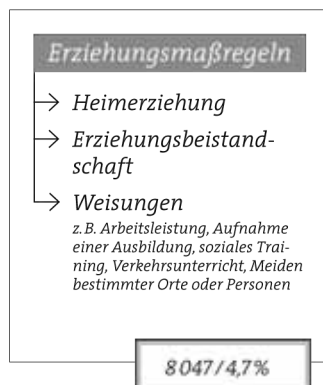 Erziehungsmaßregeln
Heimerziehung
Erziehungsbeistand-
schaft
Weisungen
z. B. Arbeitsleistung, Aufnahme
einer Ausbildung, soziales Trai-
ning, Verkehrsunterricht, Meiden
bestimmter Orte oder Personen
8 047 / 4,7 %